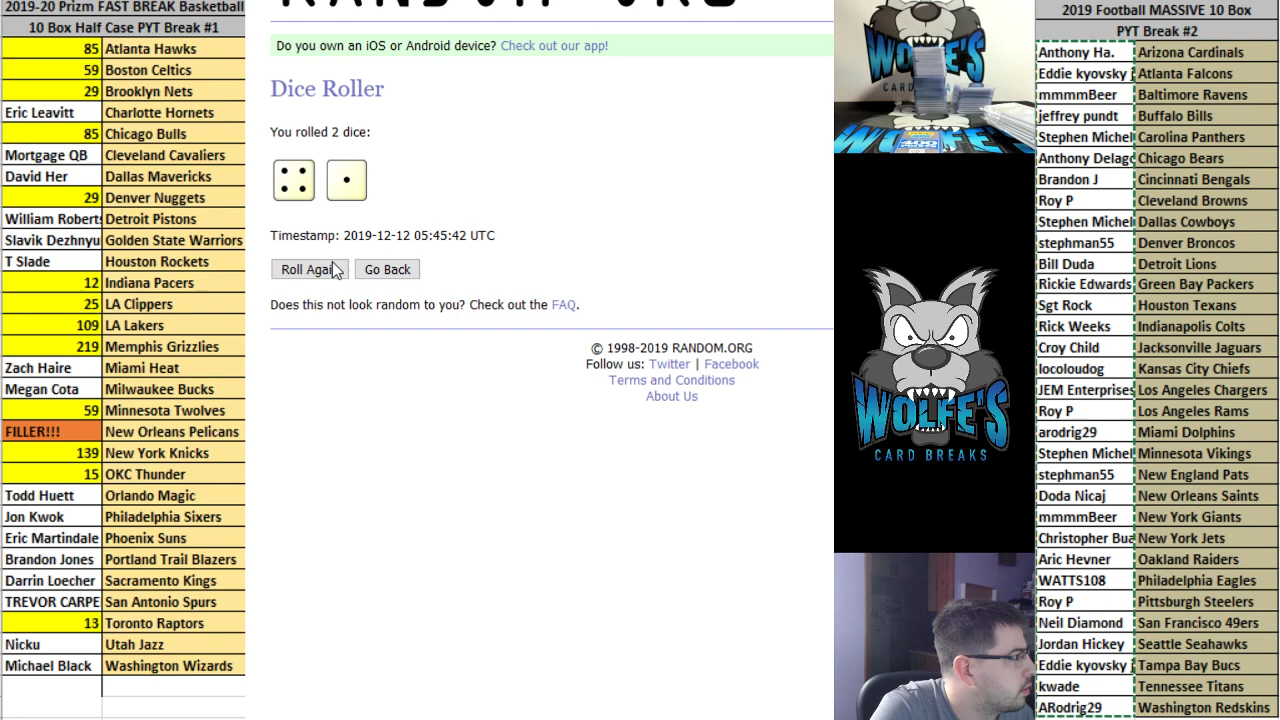 2019-20 Prizm FAST BREAK Basketball
10 Box Half Case PYT Break #1
85 Atlanta Hawks
59 Boston Celtics
29 Brooklyn Nets
Eric Leavitt Charlotte Hornets
85 Chicago Bulls
Mortgage QB Cleveland Cavaliers
David Her Dallas Mavericks
29 Denver Nuggets
William Roberts Detroit Pistons
Slavik Dezhnyu Golden State Warriors
T Slade Houston Rockets
12 Indiana Pacers
25 LA Clippers
109 LA Lakers
219 Memphis Grizzlies
Zach Haire Miami Heat
Megan Cota Milwaukee Bucks
59 Minnesota Twolves
FILLER!!! New Orleans Pelicans
139 New York Knicks
15 OKC Thunder
Todd Huett Orlando Magic
Jon Kwok Philadelphia Sixers
Eric Martindale Phoenix Suns
Brandon Jones Portland Trail Blazers
Darrin Loecher Sacramento Kings
TREVOR CARPE San Antonio Spurs
13 Toronto Raptors
Nicku Utah Jazz
Michael Black Washington Wizards
RANDOM.ORG
Do you own an iOS or Android device? Check out our app!
Dice Roller
You rolled 2 dice:
Timestamp: 2019-12-12 05:45:42 UTC
Roll Again Go Back
Does this not look random to you? Check out the FAQ.
© 1998-2019 RANDOM.ORG
Follow us: Twitter | Facebook
Terms and Conditions
About Us
WOLFE'S
WOLFE'S
CARD BREAKS
2019 Football MASSIVE 10 Box
PYT Break #2
Anthony Ha. Arizona Cardinals
Eddie kyovsky j Atlanta Falcons
mmmmBeer Baltimore Ravens
jeffrey pundt Buffalo Bills
Stephen Michel Carolina Panthers
Anthony Delago Chicago Bears
Brandon J Cincinnati Bengals
Roy P Cleveland Browns
Stephen Michel Dallas Cowboys
stephman55 Denver Broncos
Bill Duda Detroit Lions
Rickie Edwards Green Bay Packers
Sgt Rock Houston Texans
Rick Weeks Indianapolis Colts
Croy Child Jacksonville Jaguars
locoloudog Kansas City Chiefs
JEM Enterprises Los Angeles Chargers
Roy P Los Angeles Rams
arodrig29 Miami Dolphins
Stephen Michel Minnesota Vikings
stephman55 New England Pats
Doda Nicaj New Orleans Saints
mmmmBeer New York Giants
Christopher Bua New York Jets
Aric Hevner Oakland Raiders
WATTS108 Philadelphia Eagles
Roy P Pittsburgh Steelers
Neil Diamond San Francisco 49ers
Jordan Hickey Seattle Seahawks
Eddie kyovsky j Tampa Bay Bucs
kwade Tennessee Titans
ARodrig29 Washington Redskins